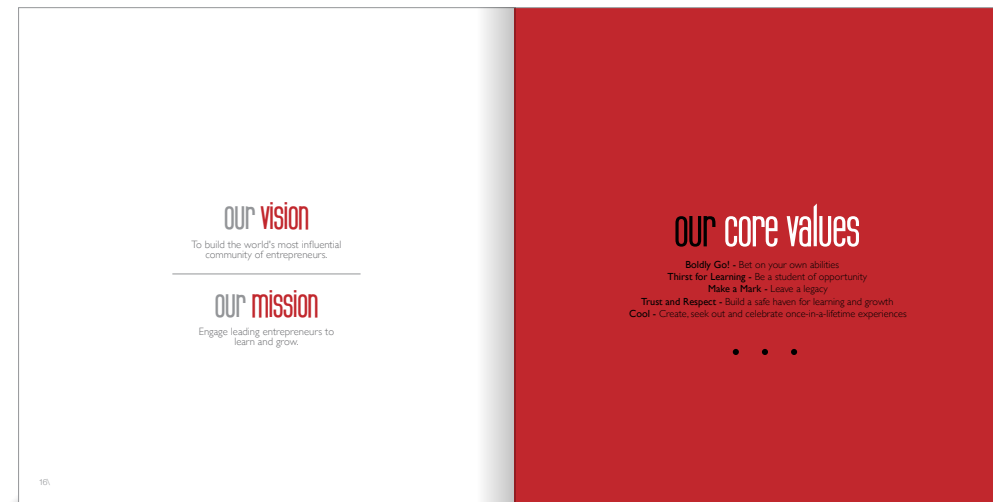 our vision
To build the world's most influential
community of entrepreneurs.
our mission
Engage leading entrepreneurs to
learn and grow.
16\
our core values
Boldly Go! - Bet on your own abilities
Thirst for Learning - Be a student of opportunity
Make a Mark - Leave a legacy
Trust and Respect - Build a safe haven for learning and growth
Cool - Create, seek out and celebrate once-in-a-lifetime experiences